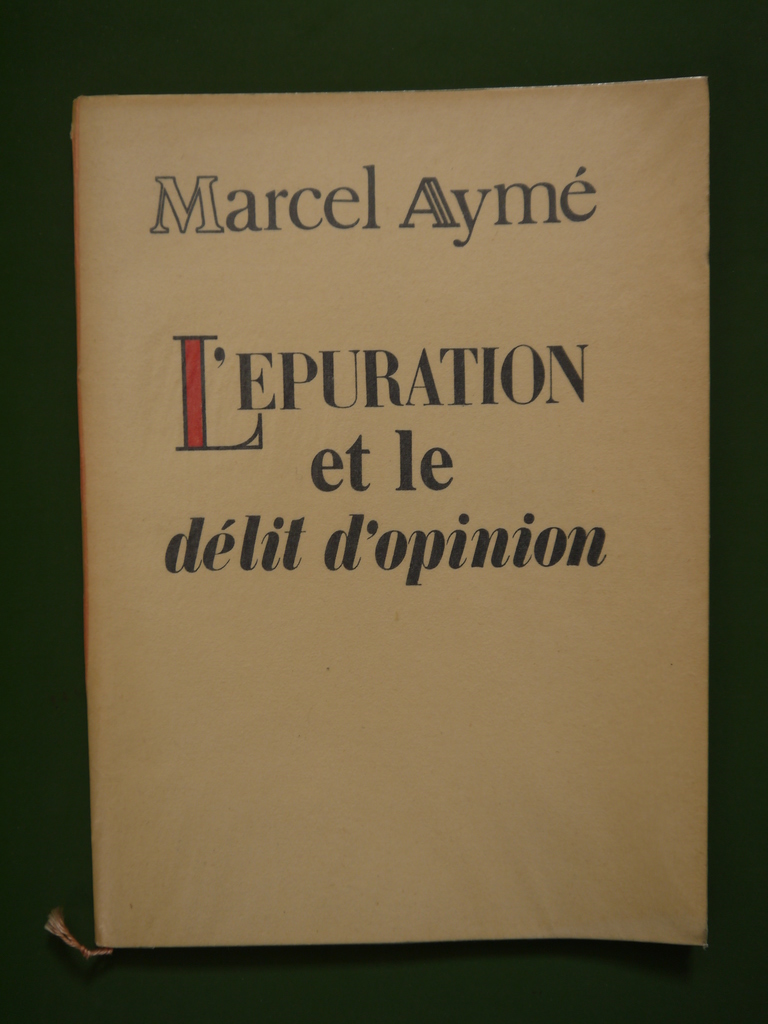 Marcel Aymé
L'EPURATION
et le
délit d'opinion